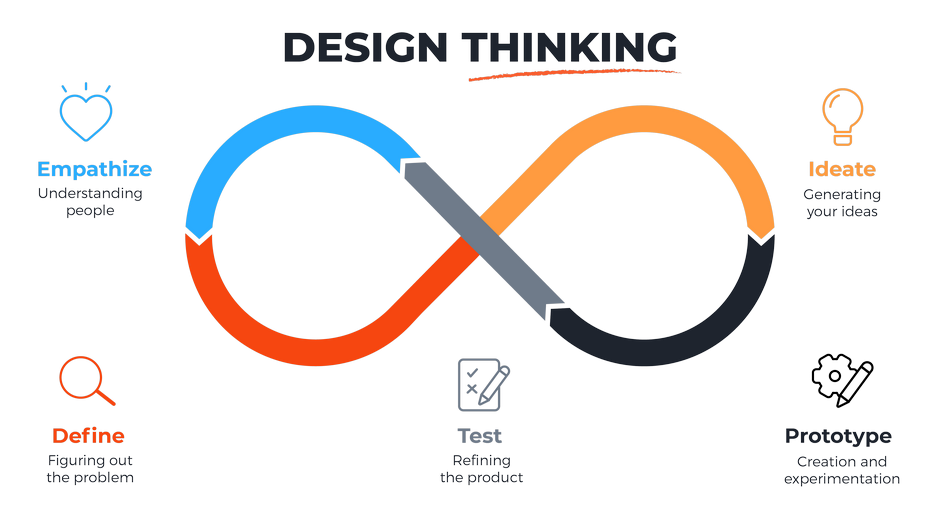 DESIGN THINKING
Empathize
Understanding
people
Ideate
Generating
your ideas
Define
Figuring out
the problem
Test
Refining
the product
Prototype
Creation and
experimentation